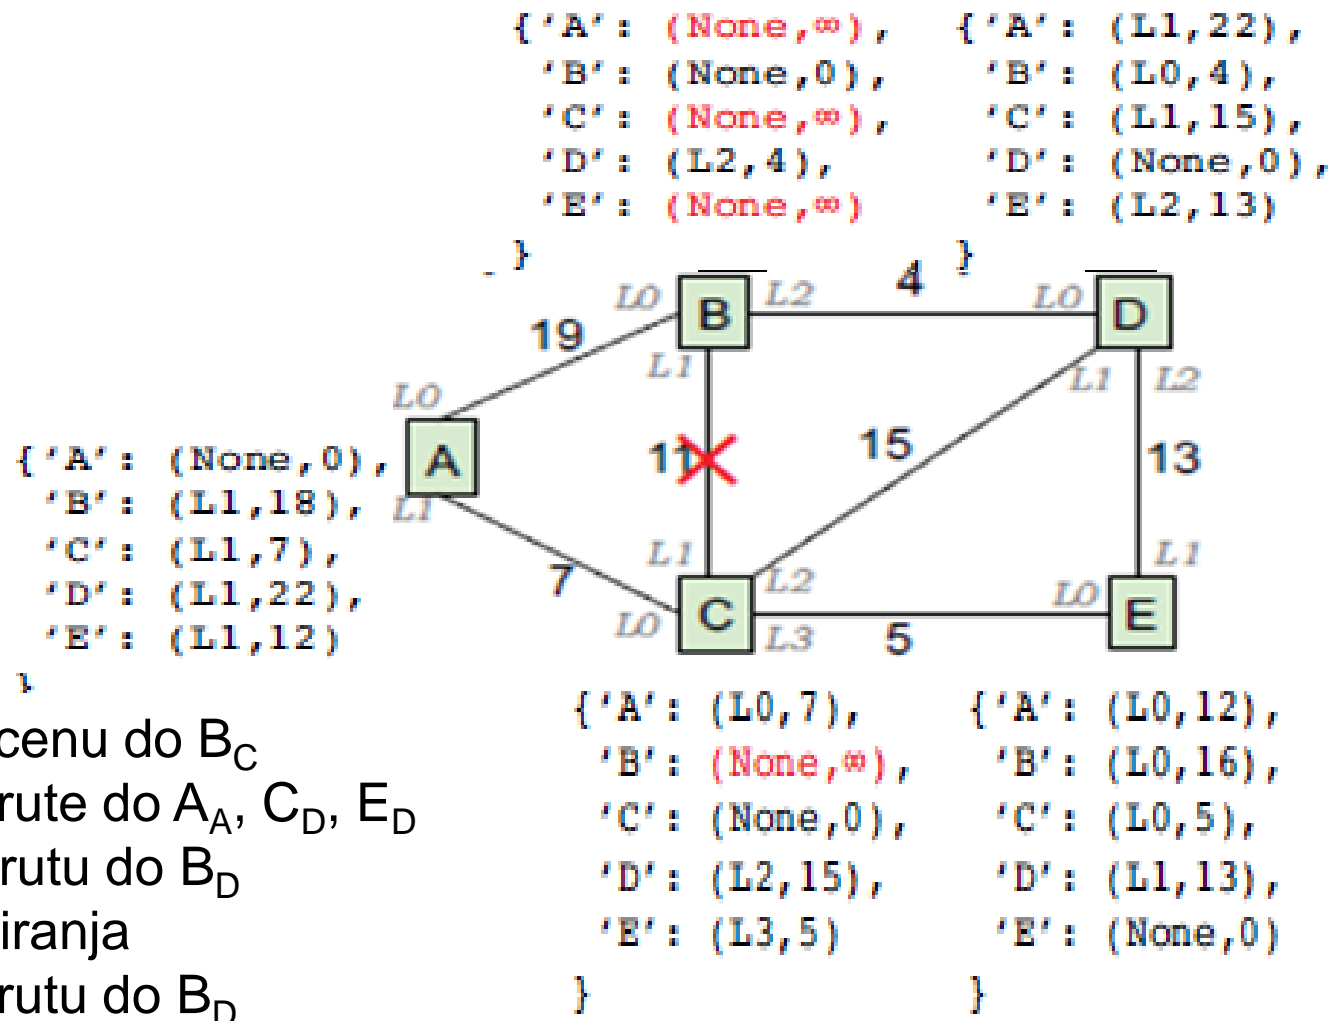 {'A': (None,∞),
'B': (None,0),
'C': (None,∞),
'D': (L2,4),
'E': (None,∞)
}
{'A': (L1,22),
'B': (L0,4),
'C': (L1,15),
'D': (None,0),
'E': (L2,13)
}
L0 B L2 4 L0 D
19 L1 L1 L2
L0
{'A': (None,0), A
'B': (L1,18),
'C': (L1,7),
'D': (L1,22),
'E': (L1,12)
}
L1
11 15 13
7 L1 L2 L1
L0 C L3 5 L0 E
cenu do BC
rute do AA, CD, ED
rutu do BD
iranja
rutu do BD
{'A': (L0,7),
'B': (None,∞),
'C': (None,0),
'D': (L2,15),
'E': (L3,5)
}
{'A': (L0,12),
'B': (L0,16),
'C': (L0,5),
'D': (L1,13),
'E': (None,0)
}